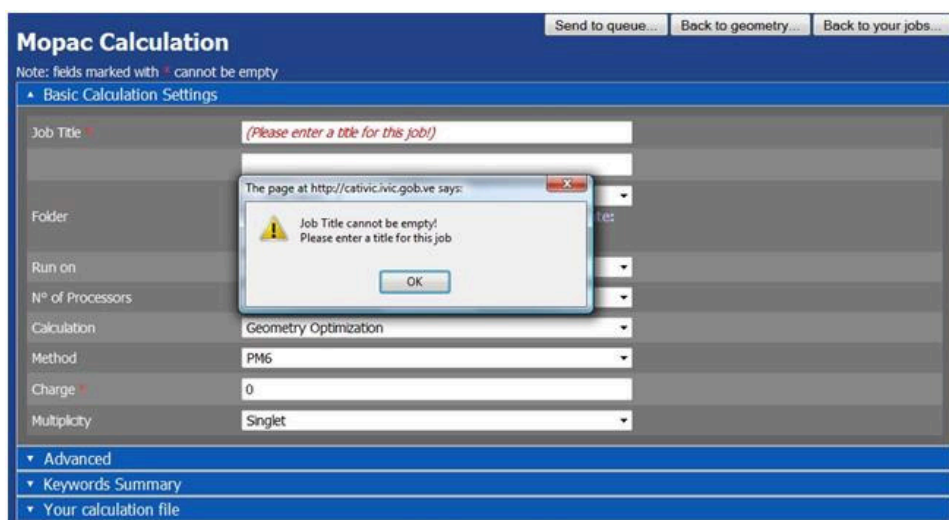 Send to queue... Back to geometry... Back to your jobs...
Mopac Calculation
Note: fields marked with * cannot be empty
Basic Calculation Settings
Job Title * (Please enter a title for this job!)
The page at http://cativic.ivic.gob.ve says:
Folder
Job Title cannot be empty!
Please enter a title for this job
OK
Run on
N° of Processors
Calculation Geometry Optimization
Method PM6
Charge * 0
Multiplicity Singlet
Advanced
Keywords Summary
Your calculation file